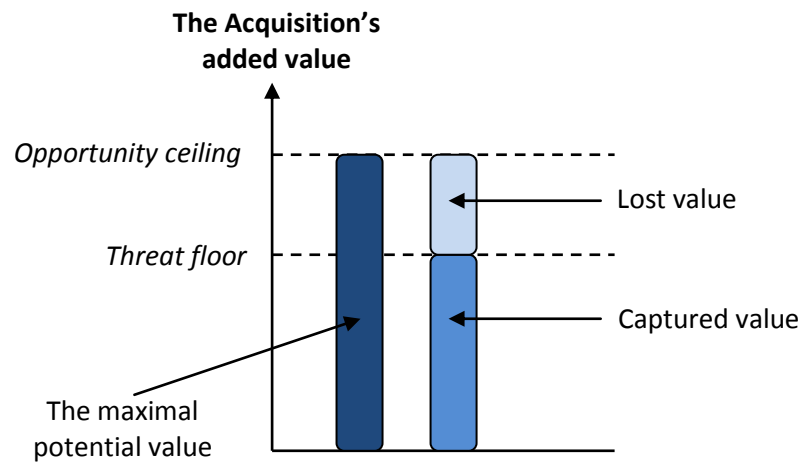 The Acquisition’s
added value
Opportunity ceiling
Lost value
Threat floor
Captured value
The maximal
potential value